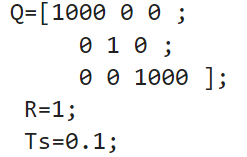 Q=[1000 0 0 ;
0 1 0 ;
0 0 1000 ];
R=1;
Ts=0.1;